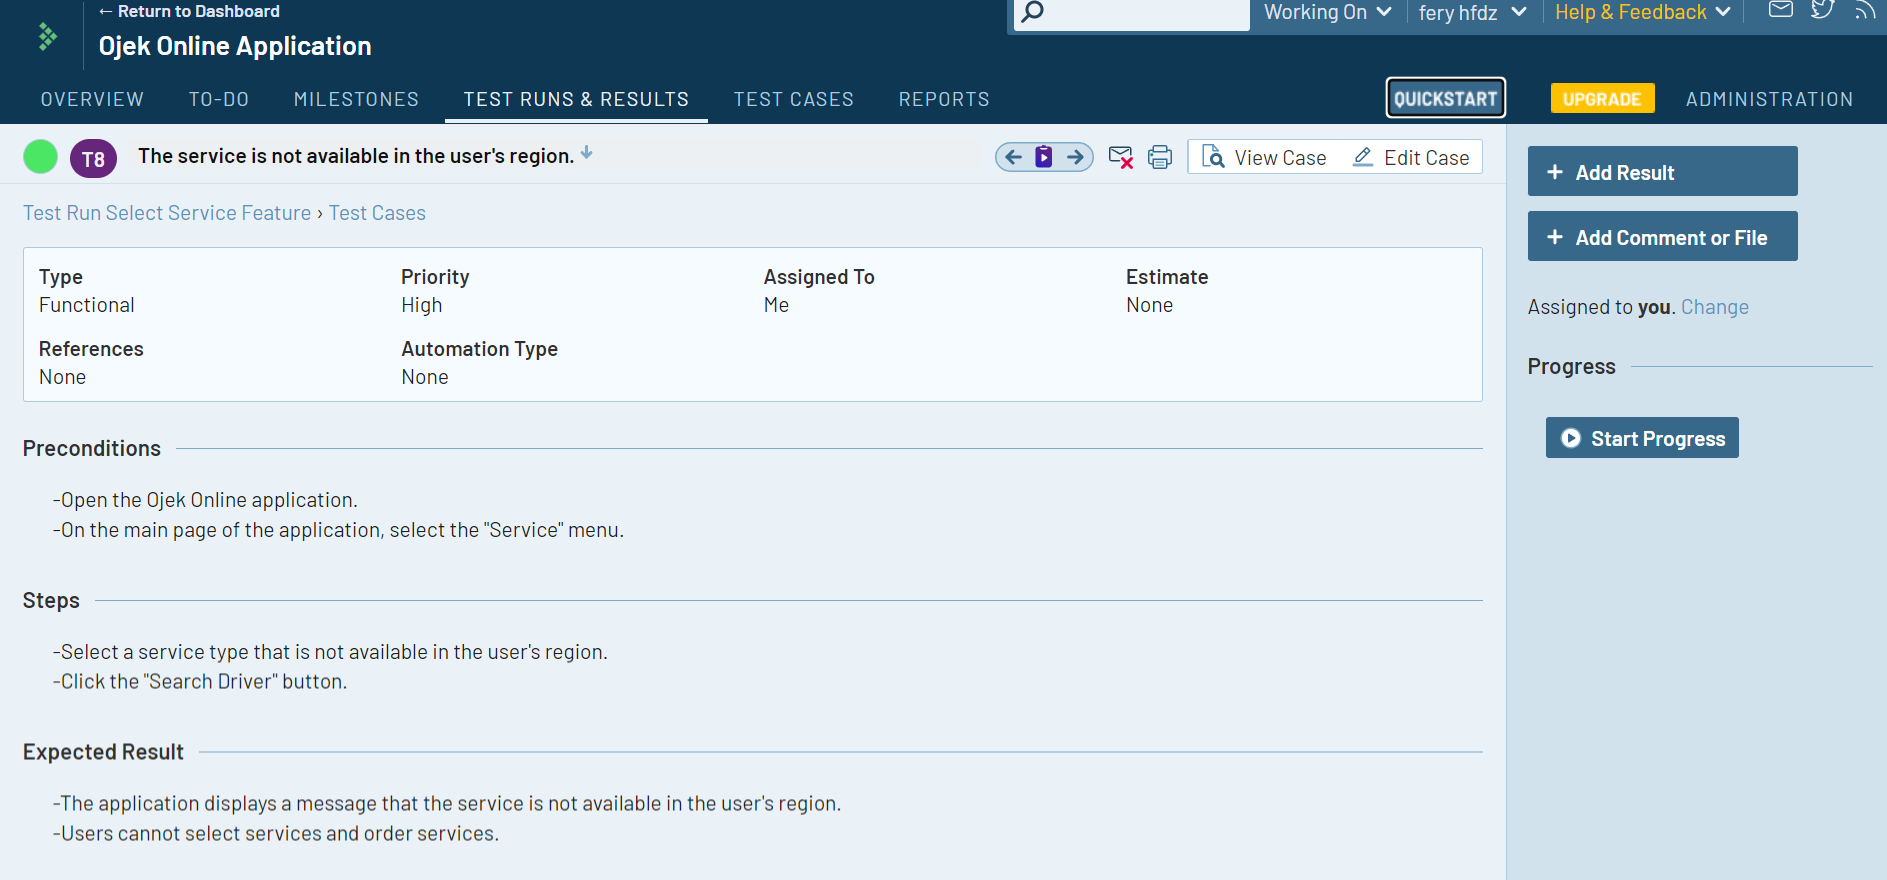 ← Return to Dashboard
Ojek Online Application
Working On
fery hfdz
Help & Feedback
OVERVIEW TO-DO MILESTONES TEST RUNS & RESULTS TEST CASES REPORTS QUICKSTART UPGRADE ADMINISTRATION
T8 The service is not available in the user's region.
View Case Edit Case
+ Add Result
Test Run Select Service Feature › Test Cases
+ Add Comment or File
Type Priority Assigned To Estimate
Functional High Me None
References Automation Type
None None
Assigned to you. Change
Progress
Start Progress
Preconditions
-Open the Ojek Online application.
-On the main page of the application, select the "Service" menu.
Steps
-Select a service type that is not available in the user's region.
-Click the "Search Driver" button.
Expected Result
-The application displays a message that the service is not available in the user's region.
-Users cannot select services and order services.